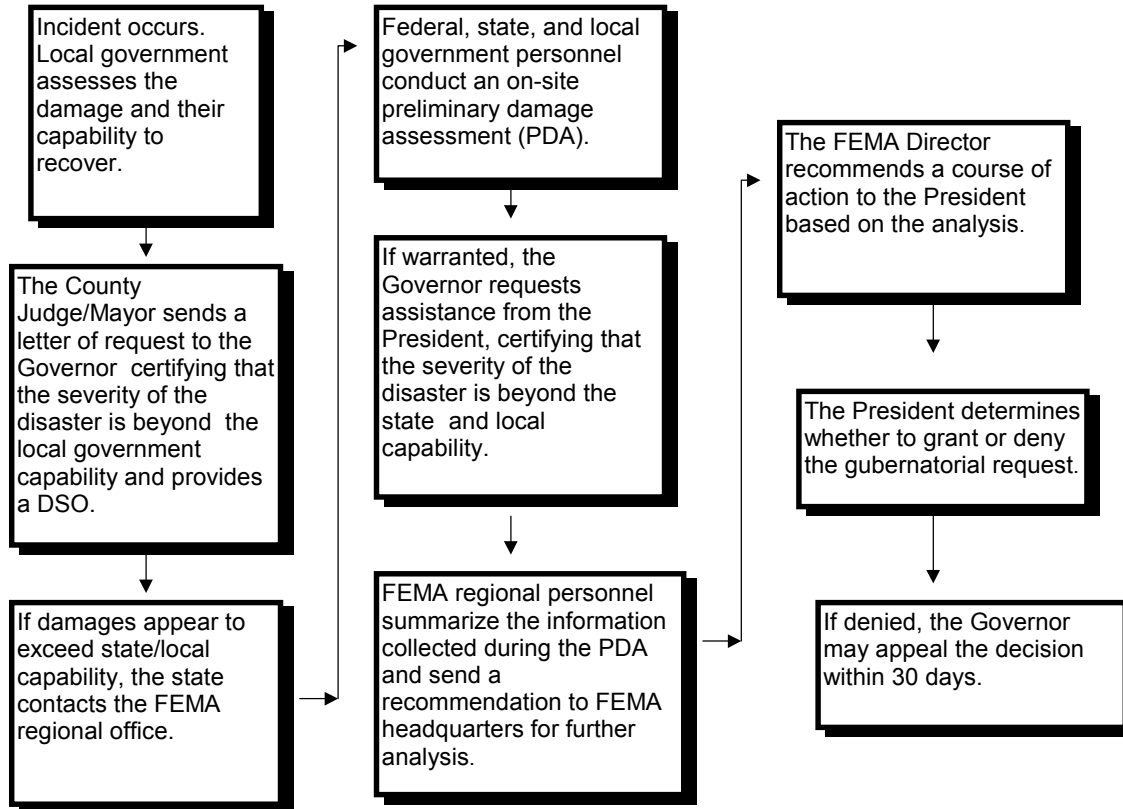 Incident occurs.
Local government
assesses the
damage and their
capability to
recover.
The County
Judge/Mayor sends a
letter of request to the
Governor certifying that
the severity of the
disaster is beyond the
local government
capability and provides
a DSO.
If damages appear to
exceed state/local
capability, the state
contacts the FEMA
regional office.
Federal, state, and local
government personnel
conduct an on-site
preliminary damage
assessment (PDA).
If warranted, the
Governor requests
assistance from the
President, certifying that
the severity of the
disaster is beyond the
state and local
capability.
FEMA regional personnel
summarize the information
collected during the PDA
and send a
recommendation to FEMA
headquarters for further
analysis.
The FEMA Director
recommends a course of
action to the President
based on the analysis.
The President determines
whether to grant or deny
the gubernatorial request.
If denied, the Governor
may appeal the decision
within 30 days.